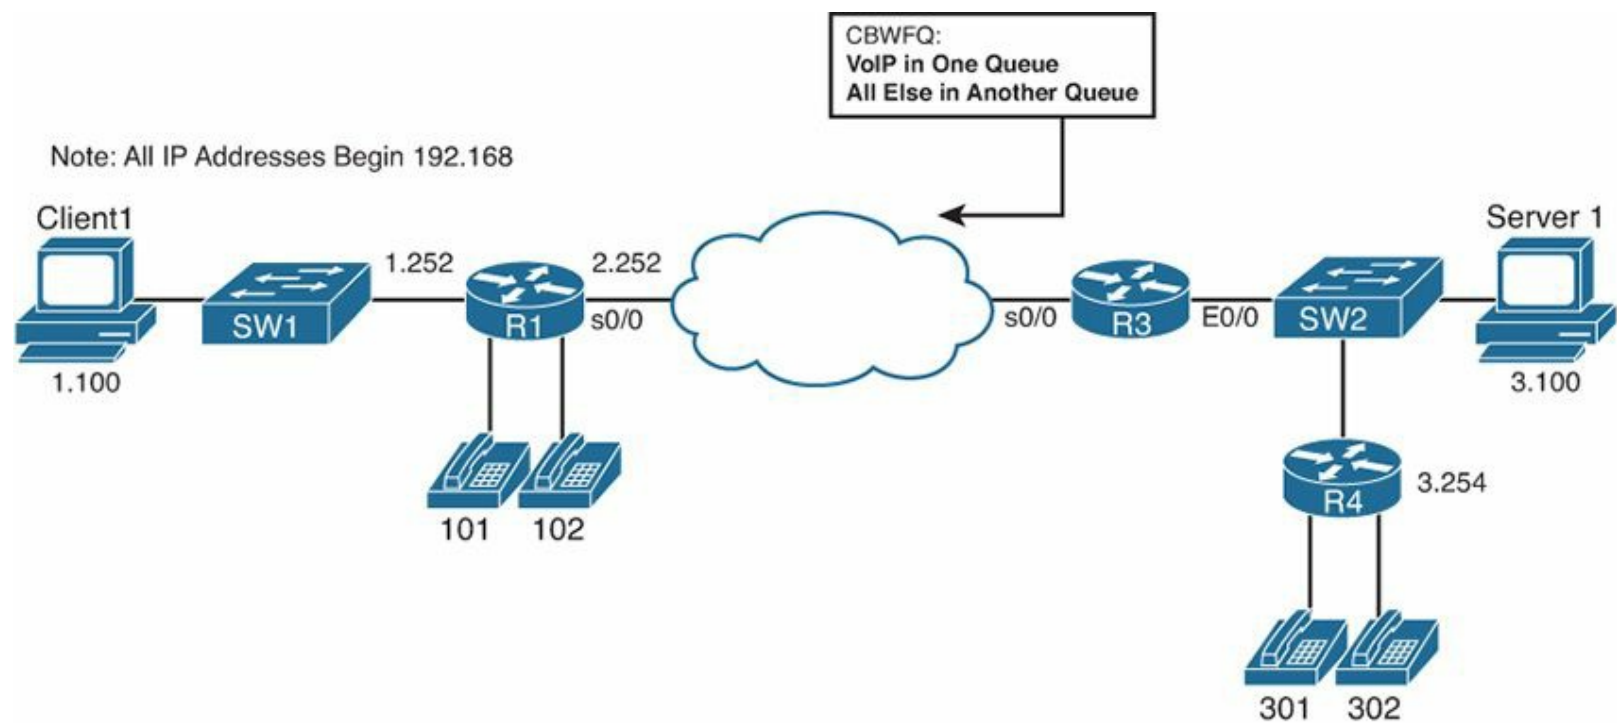 CBWFQ:
VoIP in One Queue
All Else in Another Queue
Note: All IP Addresses Begin 192.168
Client1
Server 1
1.252
2.252
SW1
R1
s0/0
s0/0
R3
E0/0
SW2
1.100
3.100
R4
3.254
101
102
301
302